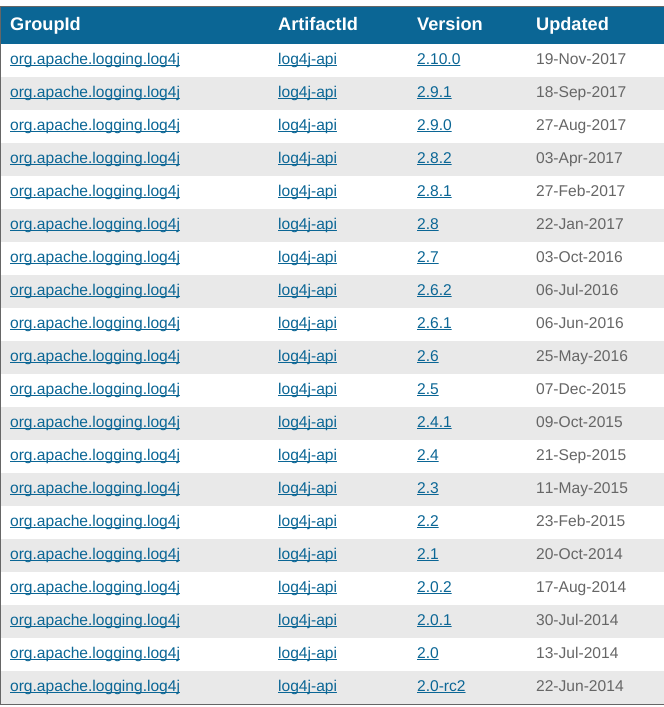 GroupId ArtifactId Version Updated
org.apache.logging.log4j log4j-api 2.10.0 19-Nov-2017
org.apache.logging.log4j log4j-api 2.9.1 18-Sep-2017
org.apache.logging.log4j log4j-api 2.9.0 27-Aug-2017
org.apache.logging.log4j log4j-api 2.8.2 03-Apr-2017
org.apache.logging.log4j log4j-api 2.8.1 27-Feb-2017
org.apache.logging.log4j log4j-api 2.8 22-Jan-2017
org.apache.logging.log4j log4j-api 2.7 03-Oct-2016
org.apache.logging.log4j log4j-api 2.6.2 06-Jul-2016
org.apache.logging.log4j log4j-api 2.6.1 06-Jun-2016
org.apache.logging.log4j log4j-api 2.6 25-May-2016
org.apache.logging.log4j log4j-api 2.5 07-Dec-2015
org.apache.logging.log4j log4j-api 2.4.1 09-Oct-2015
org.apache.logging.log4j log4j-api 2.4 21-Sep-2015
org.apache.logging.log4j log4j-api 2.3 11-May-2015
org.apache.logging.log4j log4j-api 2.2 23-Feb-2015
org.apache.logging.log4j log4j-api 2.1 20-Oct-2014
org.apache.logging.log4j log4j-api 2.0.2 17-Aug-2014
org.apache.logging.log4j log4j-api 2.0.1 30-Jul-2014
org.apache.logging.log4j log4j-api 2.0 13-Jul-2014
org.apache.logging.log4j log4j-api 2.0-rc2 22-Jun-2014